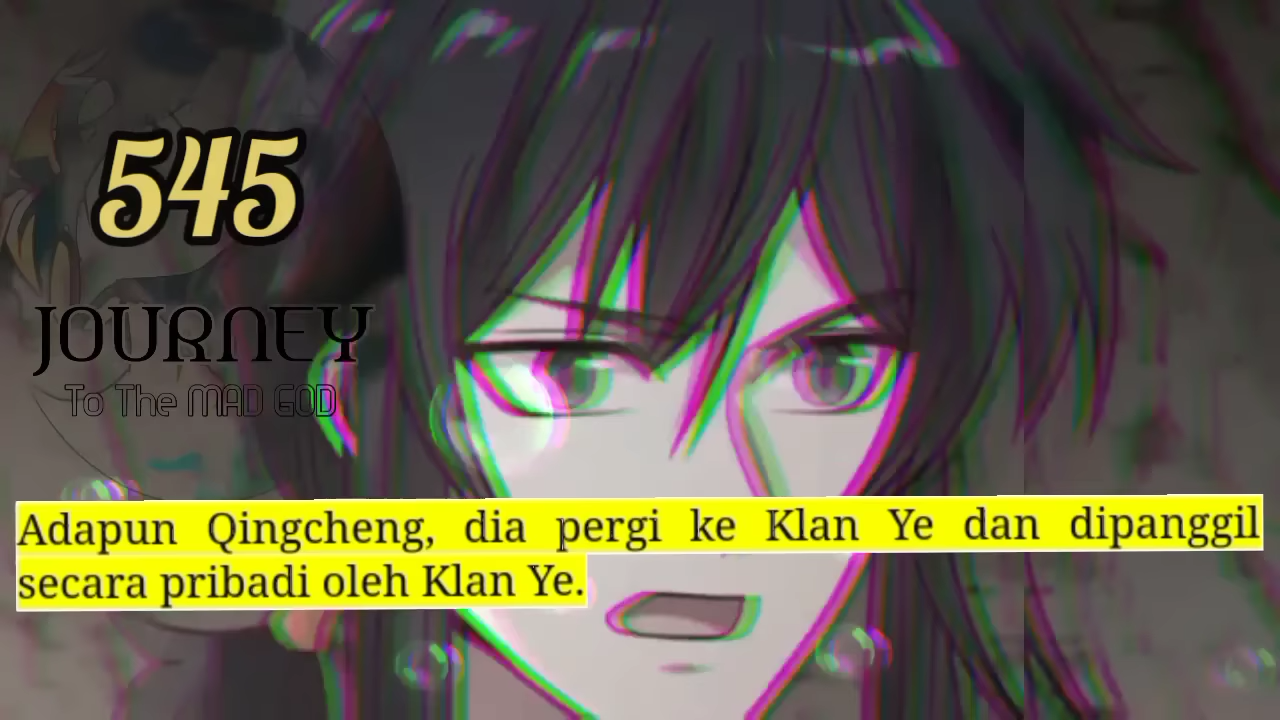 545
JOURNEY
To The MAD GOD
Adapun Qingcheng, dia pergi ke Klan Ye dan dipanggil
secara pribadi oleh Klan Ye.